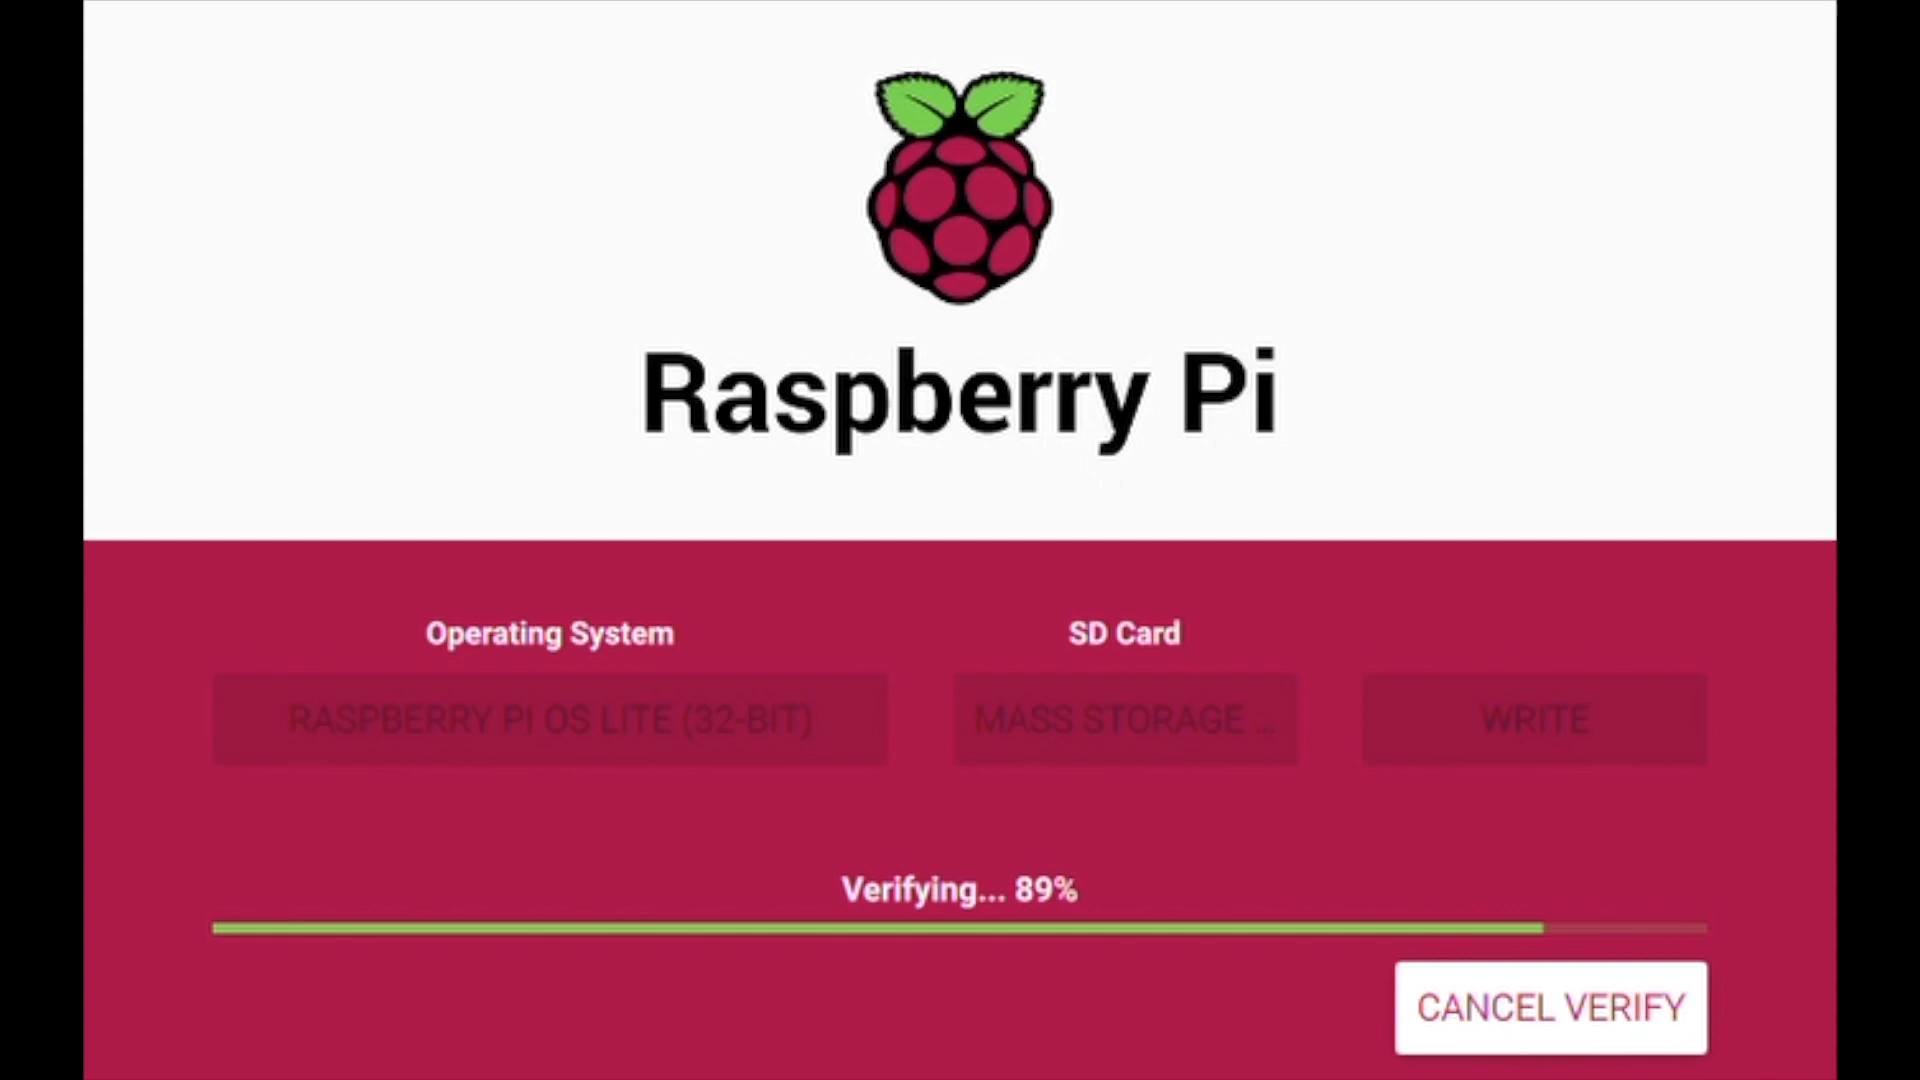 Raspberry Pi
Operating System
SD Card
RASPBERRY PI OS LITE (32-BIT)
MASS STORAGE ...
WRITE
Verifying... 89%
CANCEL VERIFY